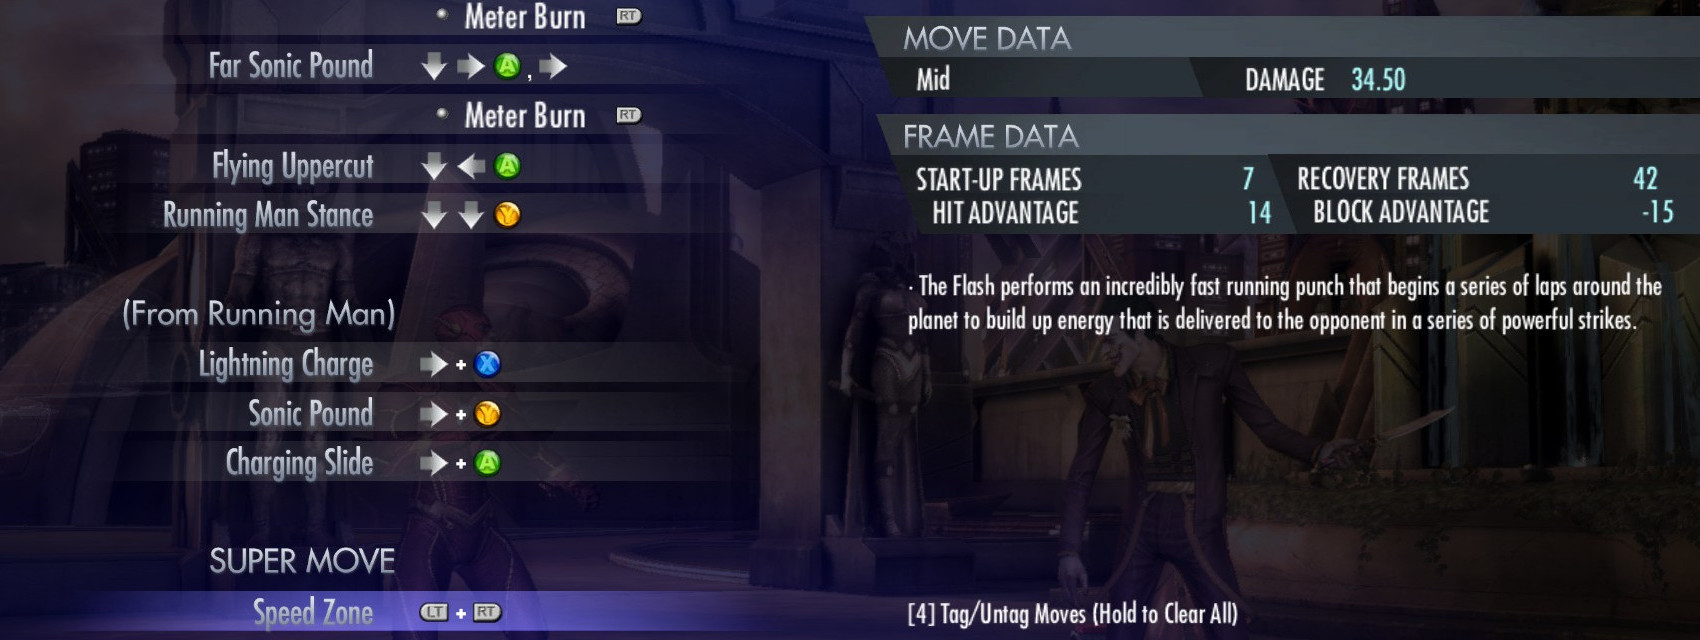 Meter Burn RT
Far Sonic Pound A ,
Meter Burn RT
Flying Uppercut A
Running Man Stance Y
(From Running Man)
Lightning Charge + X
Sonic Pound + Y
Charging Slide + A
SUPER MOVE
Speed Zone LT + RT
MOVE DATA
Mid DAMAGE 34.50
FRAME DATA
START-UP FRAMES 7 RECOVERY FRAMES 42
HIT ADVANTAGE 14 BLOCK ADVANTAGE -15
· The Flash performs an incredibly fast running punch that begins a series of laps around the
planet to build up energy that is delivered to the opponent in a series of powerful strikes.
[4] Tag/Untag Moves (Hold to Clear All)